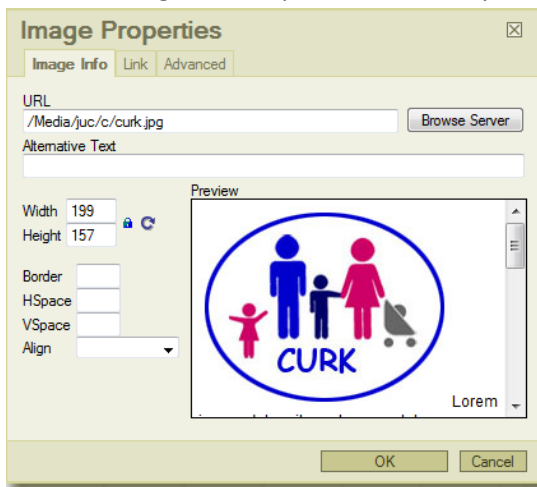 Image Properties
Image Info Link Advanced
URL
/Media/juc/c/curk.jpg Browse Server
Alternative Text
Preview
Width 199
Height 157
Border
HSpace
VSpace
Align
CURK
Lorem
OK Cancel